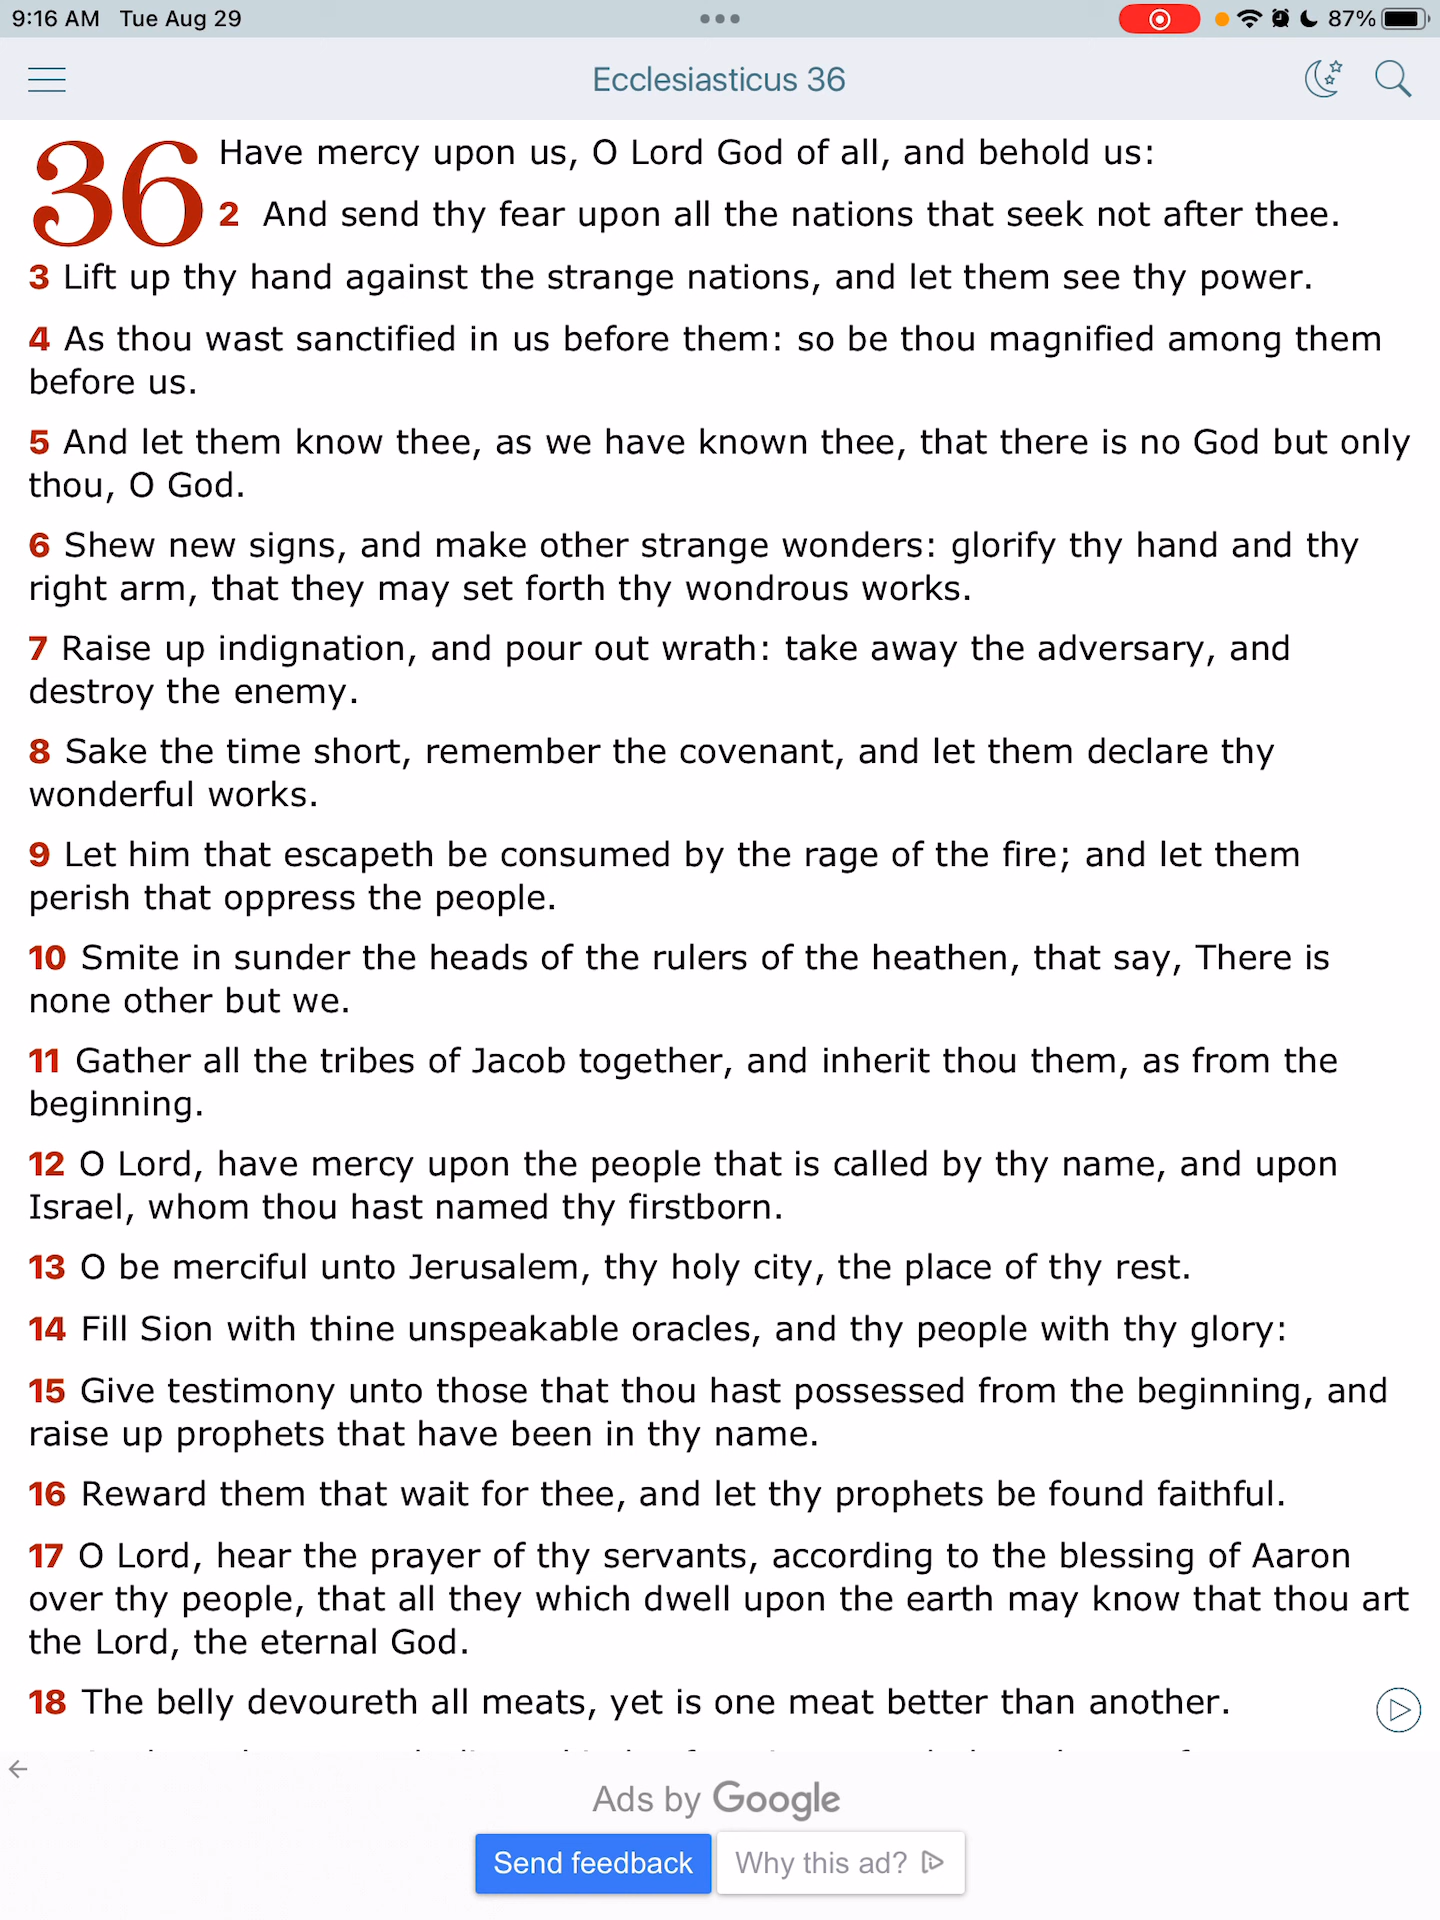 9:16 AM Tue Aug 29
87%
Ecclesiasticus 36
36 Have mercy upon us, O Lord God of all, and behold us:
2 And send thy fear upon all the nations that seek not after thee.
3 Lift up thy hand against the strange nations, and let them see thy power.
4 As thou wast sanctified in us before them: so be thou magnified among them
before us.
5 And let them know thee, as we have known thee, that there is no God but only
thou, O God.
6 Shew new signs, and make other strange wonders: glorify thy hand and thy
right arm, that they may set forth thy wondrous works.
7 Raise up indignation, and pour out wrath: take away the adversary, and
destroy the enemy.
8 Sake the time short, remember the covenant, and let them declare thy
wonderful works.
9 Let him that escapeth be consumed by the rage of the fire; and let them
perish that oppress the people.
10 Smite in sunder the heads of the rulers of the heathen, that say, There is
none other but we.
11 Gather all the tribes of Jacob together, and inherit thou them, as from the
beginning.
12 O Lord, have mercy upon the people that is called by thy name, and upon
Israel, whom thou hast named thy firstborn.
13 O be merciful unto Jerusalem, thy holy city, the place of thy rest.
14 Fill Sion with thine unspeakable oracles, and thy people with thy glory:
15 Give testimony unto those that thou hast possessed from the beginning, and
raise up prophets that have been in thy name.
16 Reward them that wait for thee, and let thy prophets be found faithful.
17 O Lord, hear the prayer of thy servants, according to the blessing of Aaron
over thy people, that all they which dwell upon the earth may know that thou art
the Lord, the eternal God.
18 The belly devoureth all meats, yet is one meat better than another.
Ads by Google
Send feedback
Why this ad?